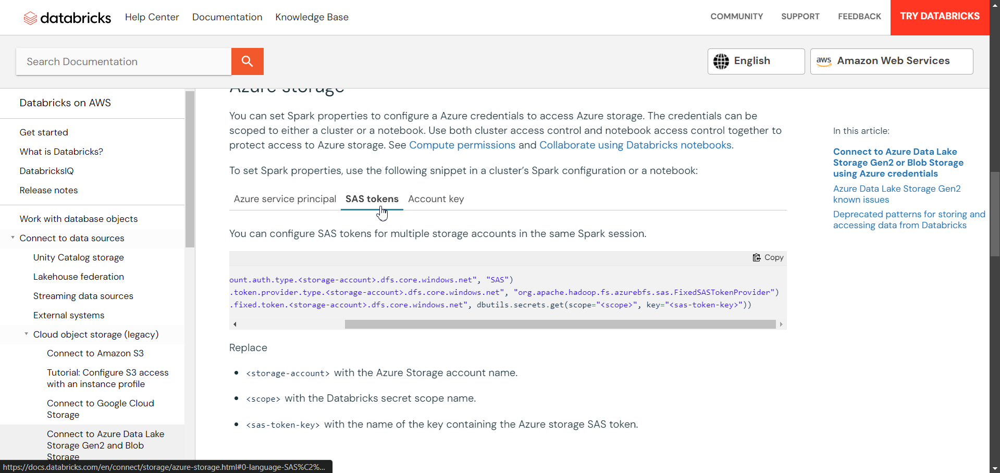 databricks
Help Center
Documentation
Knowledge Base
COMMUNITY
SUPPORT
FEEDBACK
TRY DATABRICKS
Search Documentation
English
aws
Amazon Web Services
Databricks on AWS
Get started
What is Databricks?
DatabricksIQ
Release notes
Work with database objects
Connect to data sources
Unity Catalog storage
Lakehouse federation
Streaming data sources
External systems
Cloud object storage (legacy)
Connect to Amazon S3
Tutorial: Configure S3 access
with an instance profile
Connect to Google Cloud
Storage
Connect to Azure Data Lake
Storage Gen2 and Blob
Storage
Azure storage
You can set Spark properties to configure a Azure credentials to access Azure storage. The credentials can be
scoped to either a cluster or a notebook. Use both cluster access control and notebook access control together to
protect access to Azure storage. See Compute permissions and Collaborate using Databricks notebooks.
To set Spark properties, use the following snippet in a cluster’s Spark configuration or a notebook:
Azure service principal
SAS tokens
Account key
You can configure SAS tokens for multiple storage accounts in the same Spark session.
Copy
ount.auth.type.<storage-account>.dfs.core.windows.net", "SAS")
.token.provider.type.<storage-account>.dfs.core.windows.net", "org.apache.hadoop.fs.azurebfs.sas.FixedSASTokenProvider")
.fixed.token.<storage-account>.dfs.core.windows.net", dbutils.secrets.get(scope="<scope>", key="<sas-token-key>"))
Replace
• <storage-account> with the Azure Storage account name.
• <scope> with the Databricks secret scope name.
• <sas-token-key> with the name of the key containing the Azure storage SAS token.
In this article:
Connect to Azure Data Lake
Storage Gen2 or Blob Storage
using Azure credentials
Azure Data Lake Storage Gen2
known issues
Deprecated patterns for storing and
accessing data from Databricks
https://docs.databricks.com/en/connect/storage/azure-storage.html#0-language-SAS%C2%...